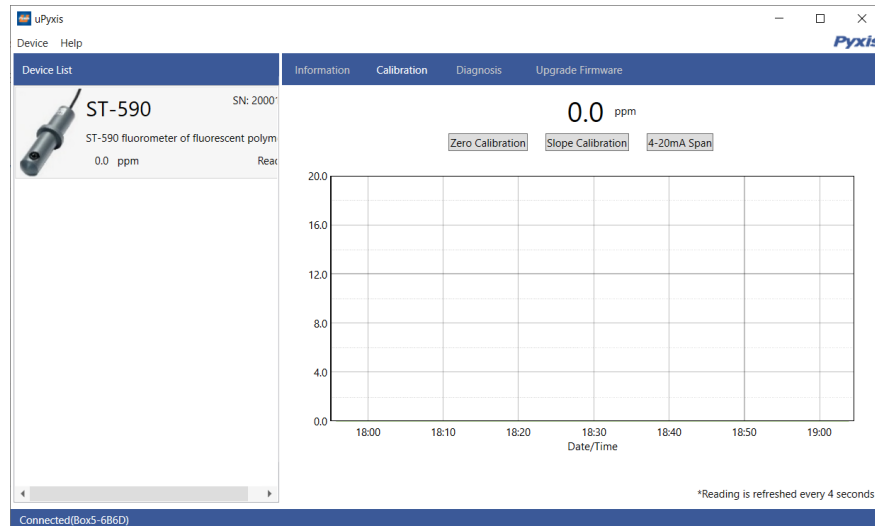 uPyxis
Device Help
Pyxis
Device List
Information Calibration Diagnosis Upgrade Firmware
ST-590
SN: 2000
ST-590 fluorometer of fluorescent polym
0.0 ppm
Read
0.0 ppm
Zero Calibration Slope Calibration 4-20mA Span
20.0
16.0
12.0
8.0
4.0
0.0
18:00 18:10 18:20 18:30 18:40 18:50 19:00
Date/Time
*Reading is refreshed every 4 seconds
Connected(Box5-6B6D)